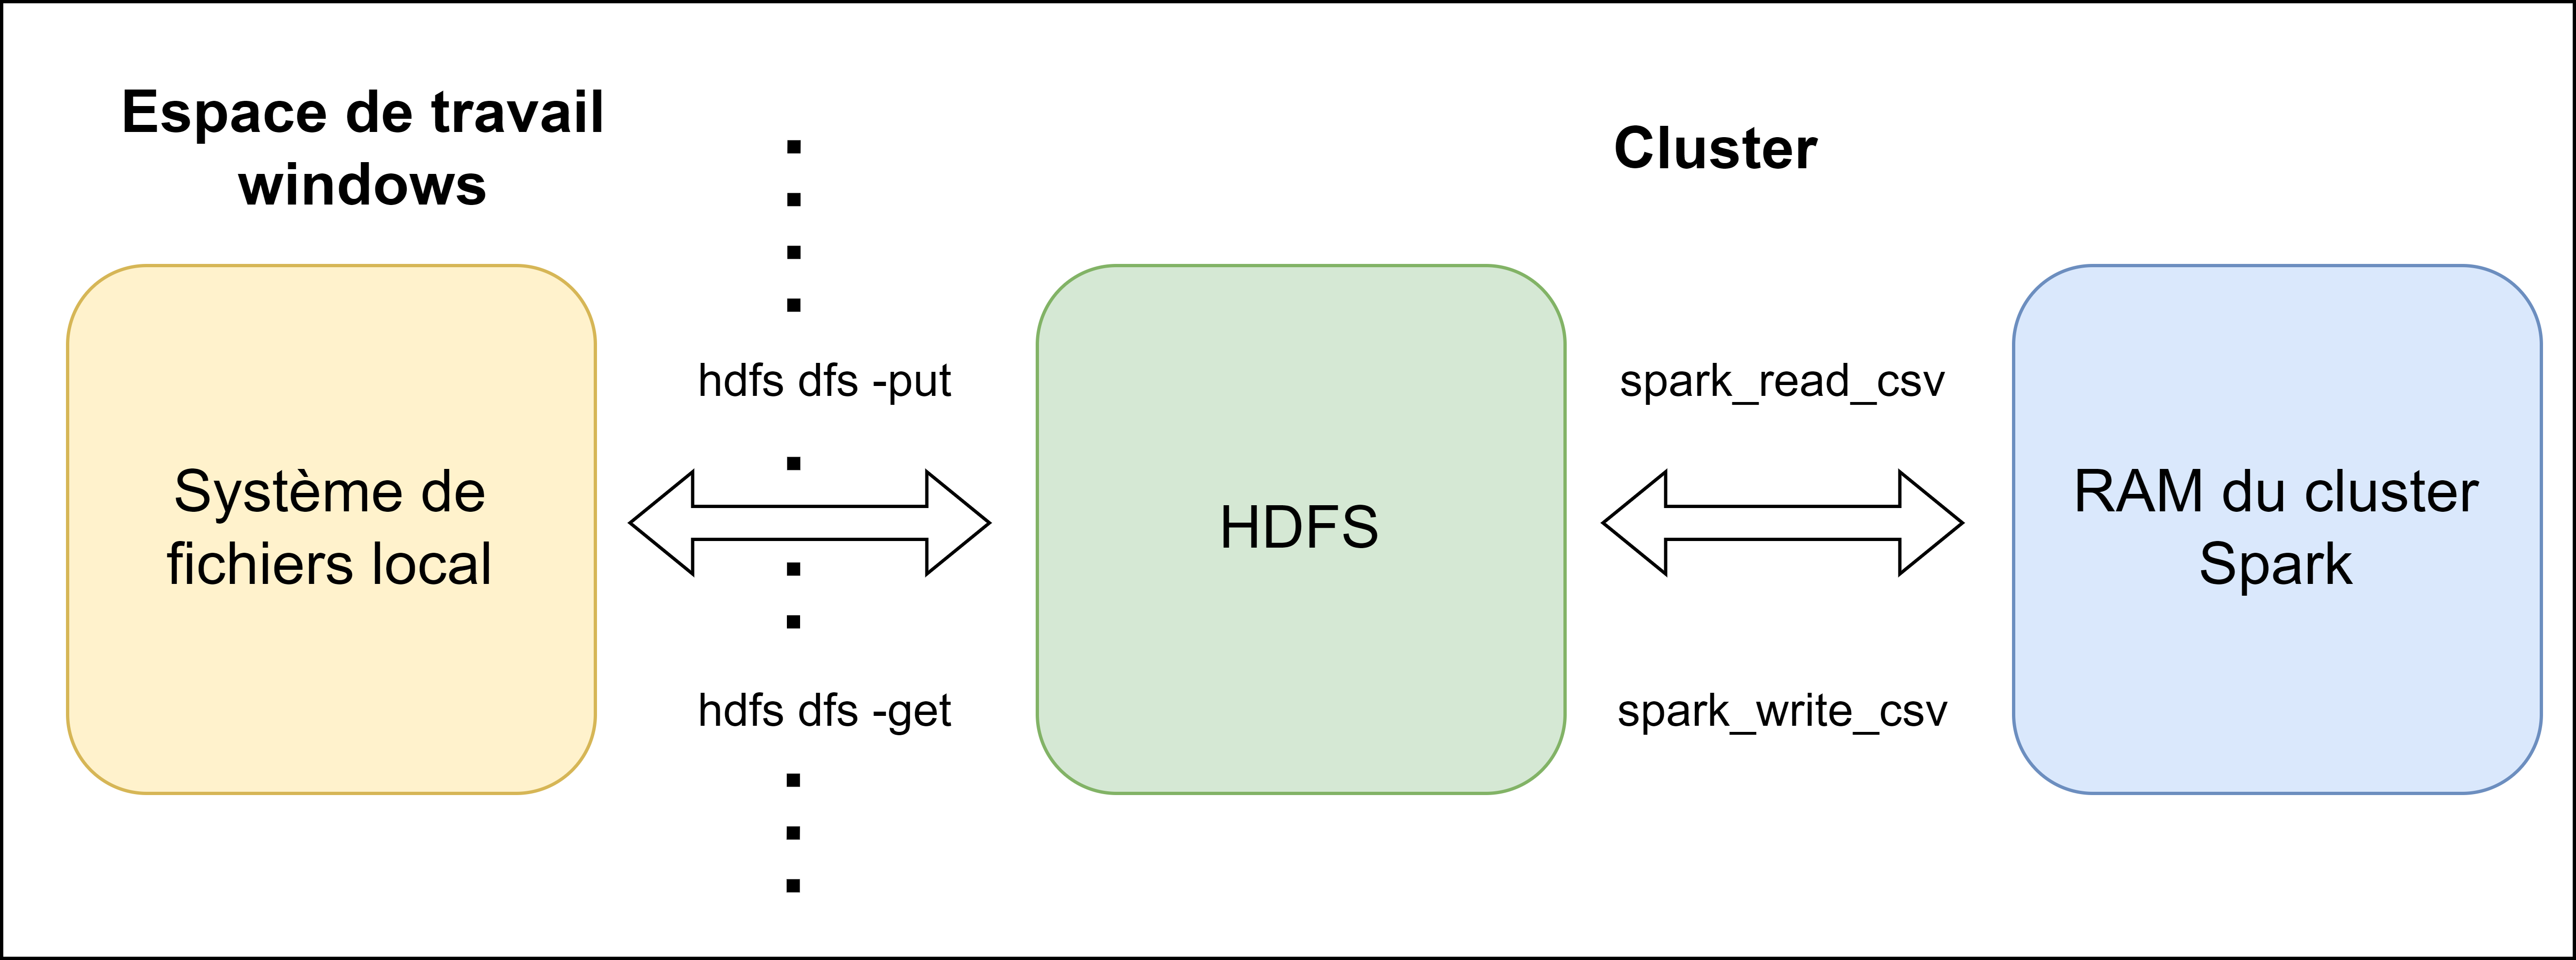 Espace de travail
windows
Cluster
Système de
fichiers local
hdfs dfs -put
hdfs dfs -get
HDFS
spark_read_csv
spark_write_csv
RAM du cluster
Spark